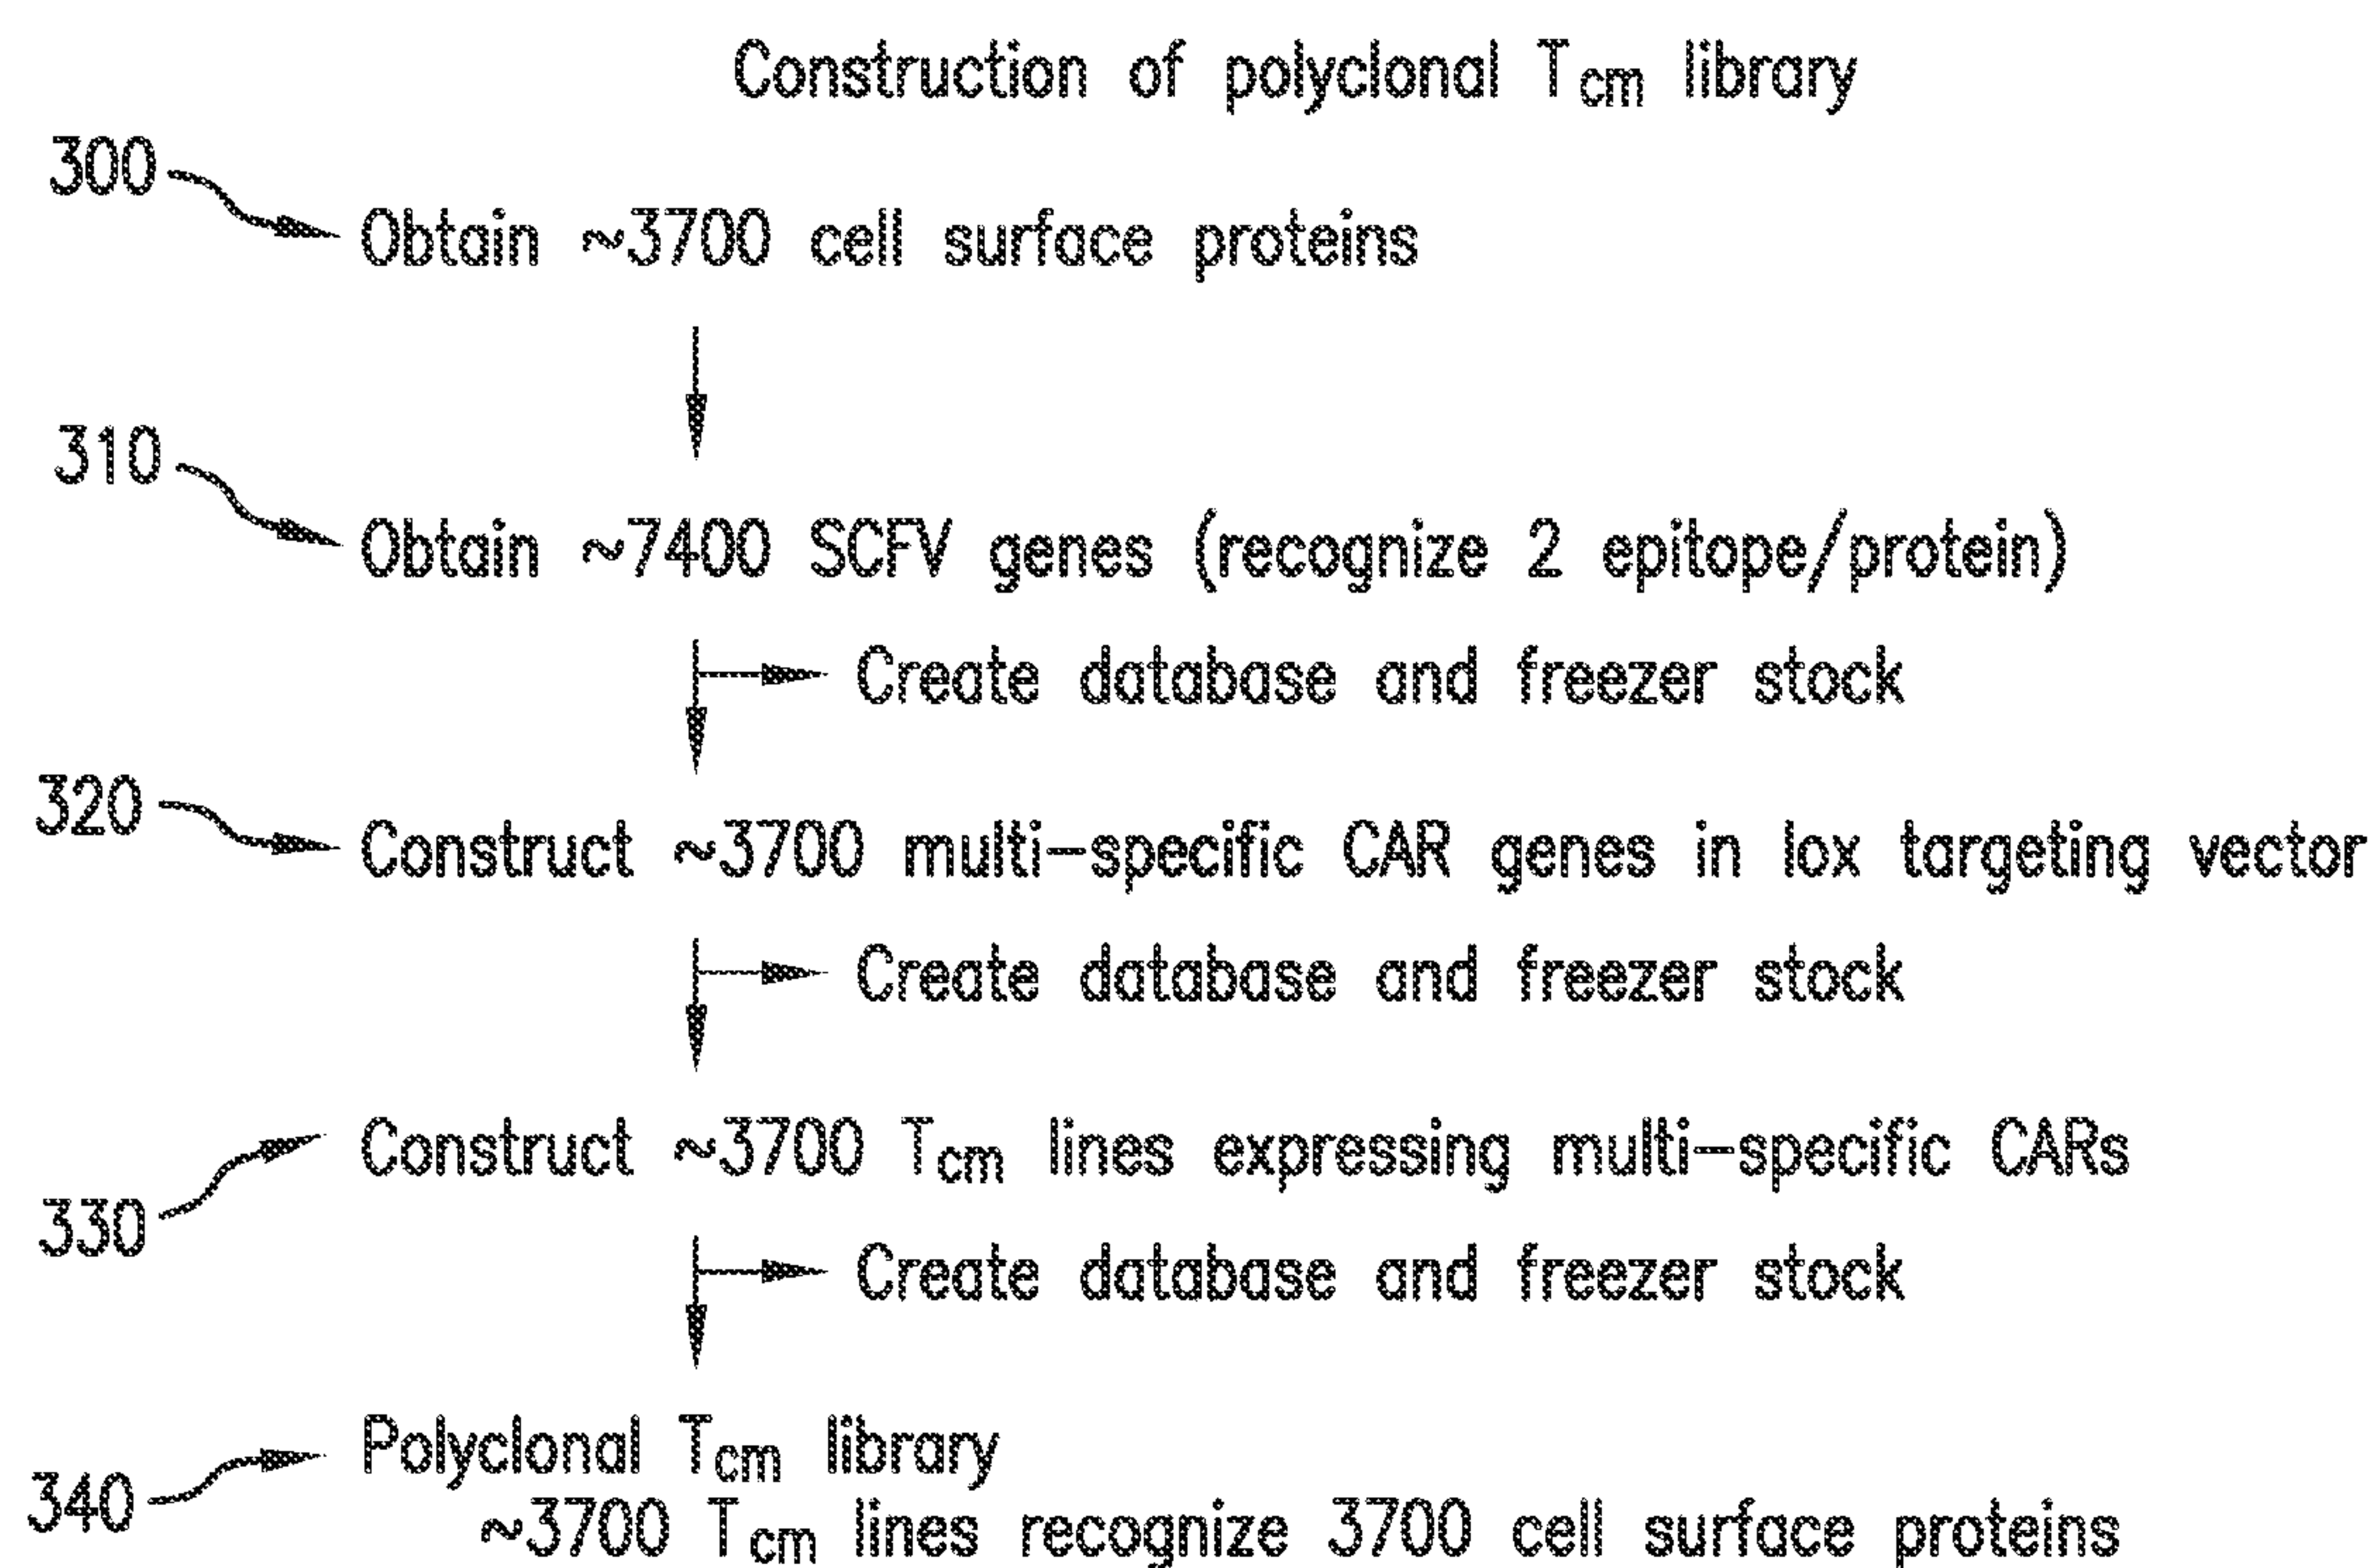 Construction of polyclonal Tcm library
300
Obtain ~3700 cell surface proteins
310
Obtain ~7400 SCFV genes (recognize 2 epitope/protein)
Create database and freezer stock
320
Construct ~3700 multi-specific CAR genes in lox targeting vector
Create database and freezer stock
330
Construct ~3700 Tcm lines expressing multi-specific CARs
Create database and freezer stock
340
Polyclonal Tcm library
~3700 Tcm lines recognize 3700 cell surface proteins